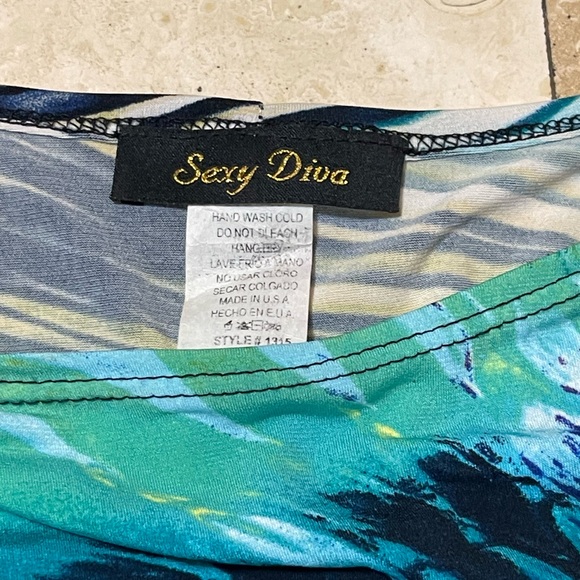 Sexy Diva
HAND WASH COLD
DO NOT BLEACH
HANG DRY
LAVE FRIO A MANO
NO USAR CLORO
SECAR COLGADO
MADE IN U.S.A.
HECHO EN E.U.A.
STYLE # 1315